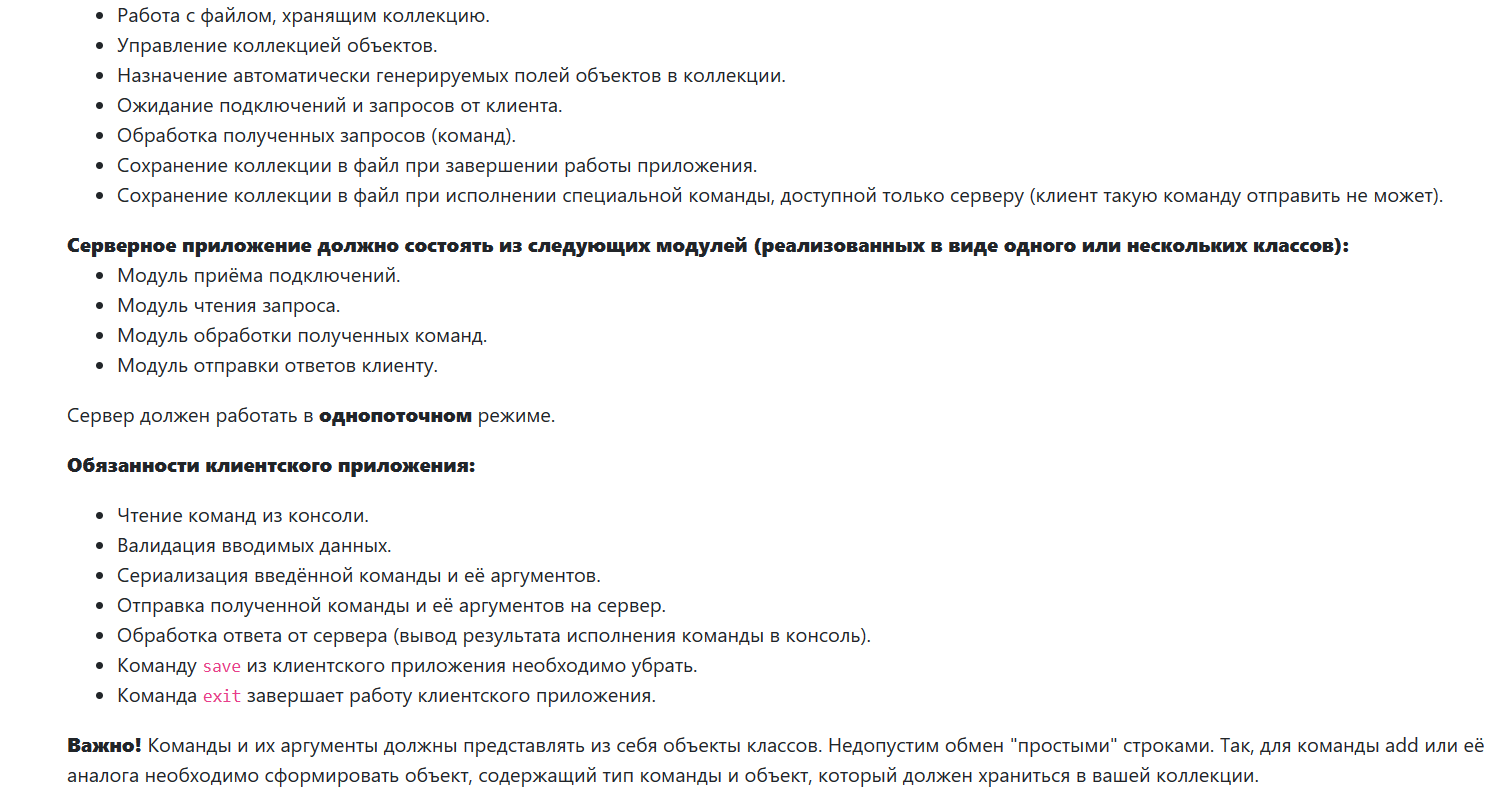 • Работа с файлом, хранящим коллекцию.
• Управление коллекцией объектов.
• Назначение автоматически генерируемых полей объектов в коллекции.
• Ожидание подключений и запросов от клиента.
• Обработка полученных запросов (команд).
• Сохранение коллекции в файл при завершении работы приложения.
• Сохранение коллекции в файл при исполнении специальной команды, доступной только серверу (клиент такую команду отправить не может).
Серверное приложение должно состоять из следующих модулей (реализованных в виде одного или нескольких классов):
• Модуль приёма подключений.
• Модуль чтения запроса.
• Модуль обработки полученных команд.
• Модуль отправки ответов клиенту.
Сервер должен работать в однопоточном режиме.
Обязанности клиентского приложения:
• Чтение команд из консоли.
• Валидация вводимых данных.
• Сериализация введённой команды и её аргументов.
• Отправка полученной команды и её аргументов на сервер.
• Обработка ответа от сервера (вывод результата исполнения команды в консоль).
• Команду save из клиентского приложения необходимо убрать.
• Команда exit завершает работу клиентского приложения.
Важно! Команды и их аргументы должны представлять из себя объекты классов. Недопустим обмен "простыми" строками. Так, для команды add или её
аналога необходимо сформировать объект, содержащий тип команды и объект, который должен храниться в вашей коллекции.